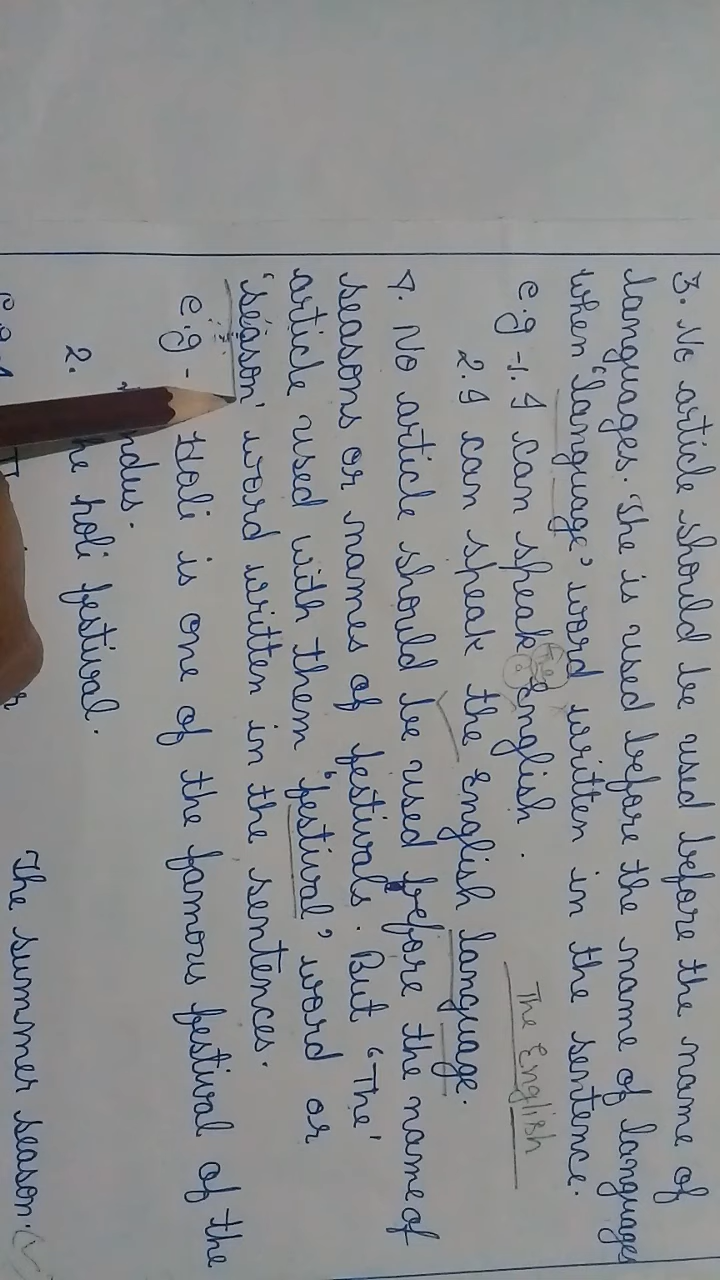 3. No article should be used before the name of
languages. The is used before the name of languages
when 'language' word written in the sentence.
The English
the
e.g -1. I can speak English.
2. I can speak the English language.
4. No article should be used before the name of
seasons or names of festivals. But 'The'
article used with them 'festival' word or
'season' word written in the sentences.
e.g - Holi is one of the famous festival of the
ndus.
2. he holi festival.
The summer season.